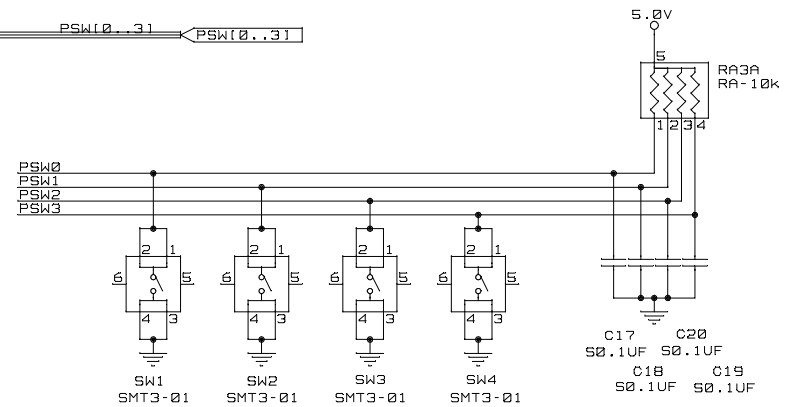 PSW[0..3]
PSW[0..3]
5.0V
5
RA3A
RA-10k
1 2 3 4
PSW0
PSW1
PSW2
PSW3
2 1
6 5
4 3
SW1
SMT3-01
2 1
6 5
4 3
SW2
SMT3-01
2 1
6 5
4 3
SW3
SMT3-01
2 1
6 5
4 3
SW4
SMT3-01
C17
S0.1UF
C20
S0.1UF
C18
S0.1UF
C19
S0.1UF